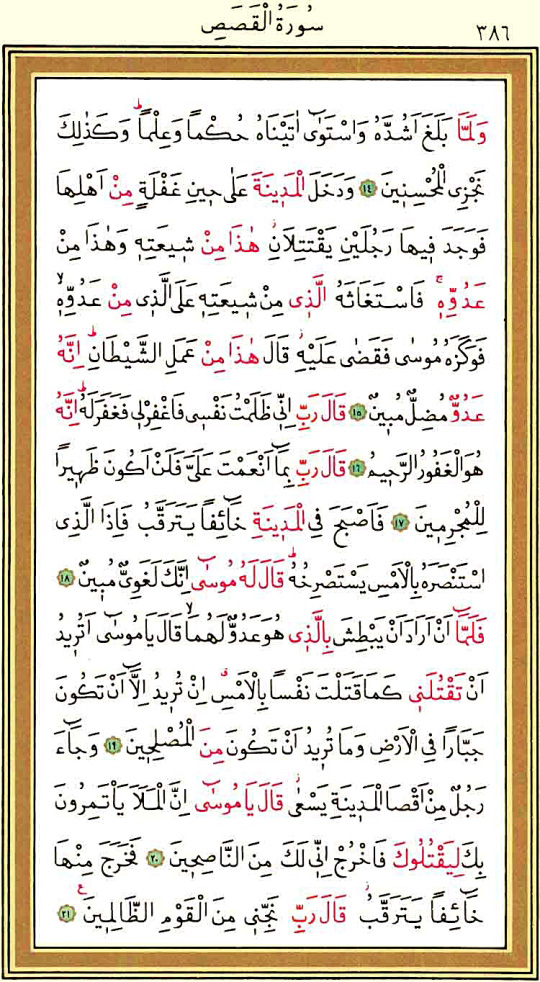 سُورَةُ الْقَصَصِ ٣٨٦
وَلَمَّا بَلَغَ اَشُدَّهُ وَاسْتَوٰٓى اٰتَيْنَاهُ حُكْماً وَعِلْماًۜ وَكَذٰلِكَ
نَجْزِي الْمُحْسِن۪ينَ ﴿١٤﴾ وَدَخَلَ الْمَد۪ينَةَ عَلٰى ح۪ينِ غَفْلَةٍ مِنْ اَهْلِهَا
فَوَجَدَ ف۪يهَا رَجُلَيْنِ يَقْتَتِلَانِۘ هٰذَا مِنْ ش۪يعَتِه۪ وَهٰذَا مِنْ
عَدُوِّه۪ۚ فَاسْتَغَاثَهُ الَّذ۪ي مِنْ ش۪يعَتِه۪ عَلَى الَّذ۪ي مِنْ عَدُوِّه۪ۙ
فَوَكَزَهُ مُوسٰى فَقَضٰى عَلَيْهِۘ قَالَ هٰذَا مِنْ عَمَلِ الشَّيْطَانِۜ اِنَّهُ
عَدُوٌّ مُضِلٌّ مُب۪ينٌ ﴿١٥﴾ قَالَ رَبِّ اِنّ۪ي ظَلَمْتُ نَفْس۪ي فَاغْفِرْ ل۪ي فَغَفَرَ لَهُۜ اِنَّهُ
هُوَ الْغَفُورُ الرَّح۪يمُ ﴿١٦﴾ قَالَ رَبِّ بِمَٓا اَنْعَمْتَ عَلَيَّ فَلَنْ اَكُونَ ظَه۪يراً
لِلْمُجْرِم۪ينَ ﴿١٧﴾ فَاَصْبَحَ فِي الْمَد۪ينَةِ خَٓائِفاً يَتَرَقَّبُ فَاِذَا الَّذِي
اسْتَنْصَرَهُ بِالْاَمْسِ يَسْتَصْرِخُهُۜ قَالَ لَهُ مُوسٰٓى اِنَّكَ لَغَوِيٌّ مُب۪ينٌ ﴿١٨﴾
فَلَمَّٓا اَنْ اَرَادَ اَنْ يَبْطِشَ بِالَّذ۪ي هُوَ عَدُوٌّ لَهُمَاۙ قَالَ يَا مُوسٰٓى اَتُر۪يدُ
اَنْ تَقْتُلَن۪ي كَمَا قَتَلْتَ نَفْساً بِالْاَمْسِۗ اِنْ تُر۪يدُ اِلَّٓا اَنْ تَكُونَ
جَبَّاراً فِي الْاَرْضِ وَمَا تُر۪يدُ اَنْ تَكُونَ مِنَ الْمُصْلِح۪ينَ ﴿١٩﴾ وَجَٓاءَ
رَجُلٌ مِنْ اَقْصَا الْمَد۪ينَةِ يَسْعٰىۘ قَالَ يَا مُوسٰٓى اِنَّ الْمَلَاَ يَأْتَمِرُونَ
بِكَ لِيَقْتُلُوكَ فَاخْرُجْ اِنّ۪ي لَكَ مِنَ النَّاصِح۪ينَ ﴿٢٠﴾ فَخَرَجَ مِنْهَا
خَٓائِفاً يَتَرَقَّبُۘ قَالَ رَبِّ نَجِّن۪ي مِنَ الْقَوْمِ الظَّالِم۪ينَ ع ﴿٢١﴾